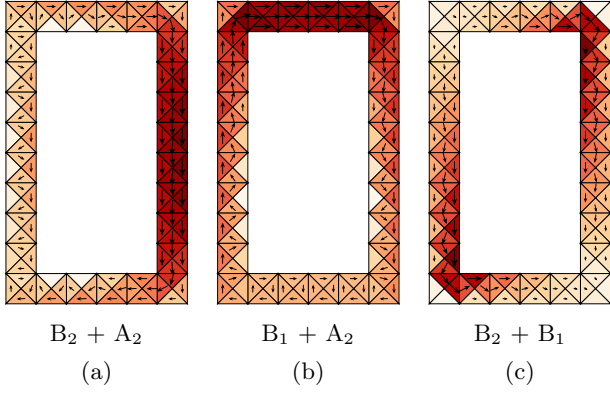 B₂ + A₂ B₁ + A₂ B₂ + B₁
(a) (b) (c)